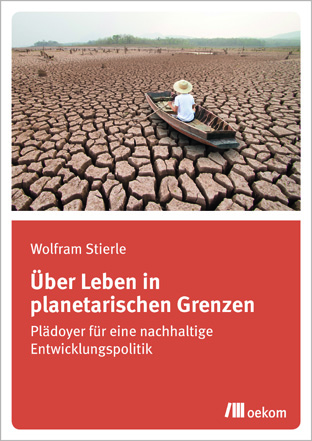 Wolfram Stierle
Über Leben in
planetarischen Grenzen
Plädoyer für eine nachhaltige
Entwicklungspolitik
oekom